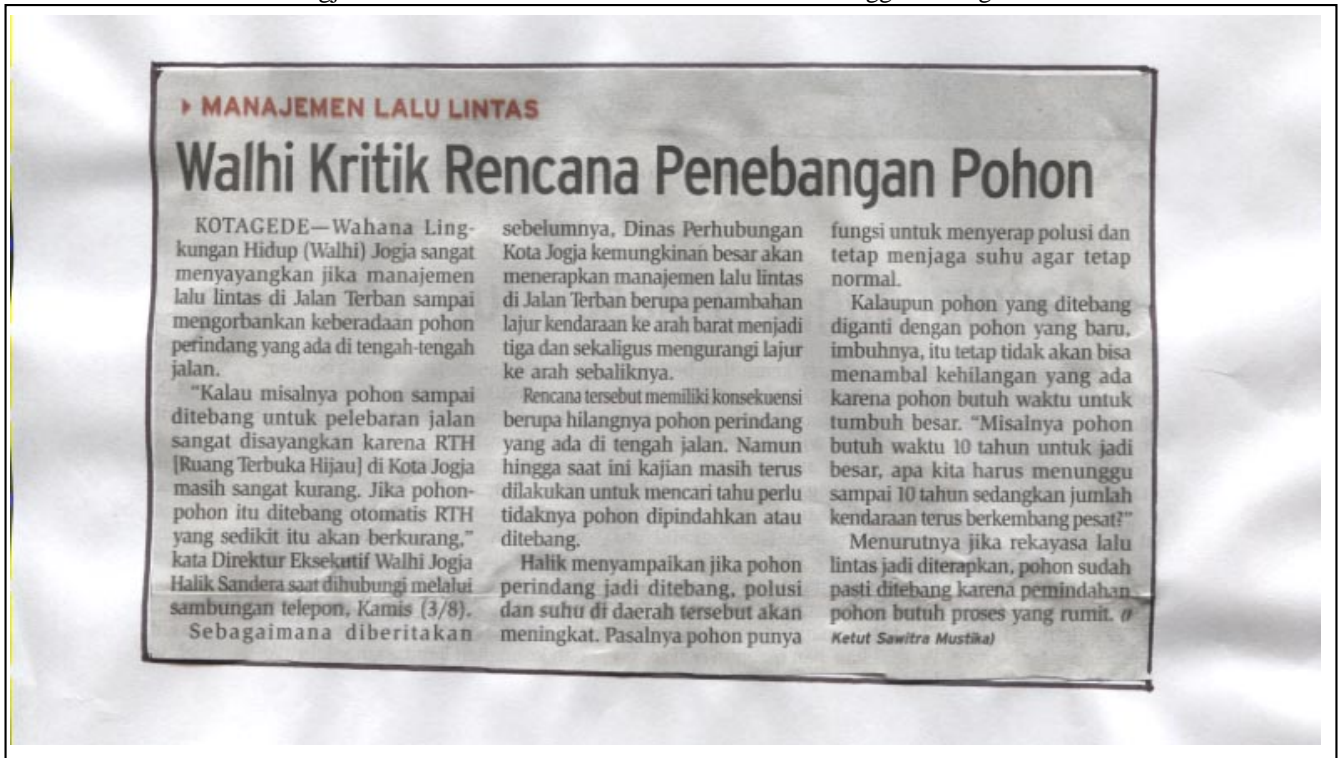 MANAJEMEN LALU LINTAS
Walhi Kritik Rencana Penebangan Pohon
KOTAGEDE—Wahana Ling-
kungan Hidup (Walhi) Jogja sangat
menyayangkan jika manajemen
lalu lintas di Jalan Terban sampai
mengorbankan keberadaan pohon
perindang yang ada di tengah-tengah
jalan.
“Kalau misalnya pohon sampai
ditebang untuk pelebaran jalan
sangat disayangkan karena RTH
[Ruang Terbuka Hijau] di Kota Jogja
masih sangat kurang. Jika pohon-
pohon itu ditebang otomatis RTH
yang sedikit itu akan berkurang,”
kata Direktur Eksekutif Walhi Jogja
Halik Sandera saat dihubungi melalui
sambungan telepon, Kamis (3/8).
Sebagaimana diberitakan
sebelumnya, Dinas Perhubungan
Kota Jogja kemungkinan besar akan
menerapkan manajemen lalu lintas
di Jalan Terban berupa penambahan
lajur kendaraan ke arah barat menjadi
tiga dan sekaligus mengurangi lajur
ke arah sebaliknya.
Rencana tersebut memiliki konsekuensi
berupa hilangnya pohon perindang
yang ada di tengah jalan. Namun
hingga saat ini kajian masih terus
dilakukan untuk mencari tahu perlu
tidaknya pohon dipindahkan atau
ditebang.
Halik menyampaikan jika pohon
perindang jadi ditebang, polusi
dan suhu di daerah tersebut akan
meningkat. Pasalnya pohon punya
fungsi untuk menyerap polusi dan
tetap menjaga suhu agar tetap
normal.
Kalaupun pohon yang ditebang
diganti dengan pohon yang baru,
imbuhnya, itu tetap tidak akan bisa
menambal kehilangan yang ada
karena pohon butuh waktu untuk
tumbuh besar. “Misalnya pohon
butuh waktu 10 tahun untuk jadi
besar, apa kita harus menunggu
sampai 10 tahun sedangkan jumlah
kendaraan terus berkembang pesat?”
Menurutnya jika rekayasa lalu
lintas jadi diterapkan, pohon sudah
pasti ditebang karena pemindahan
pohon butuh proses yang rumit.
Ketut Sawitra Mustika)